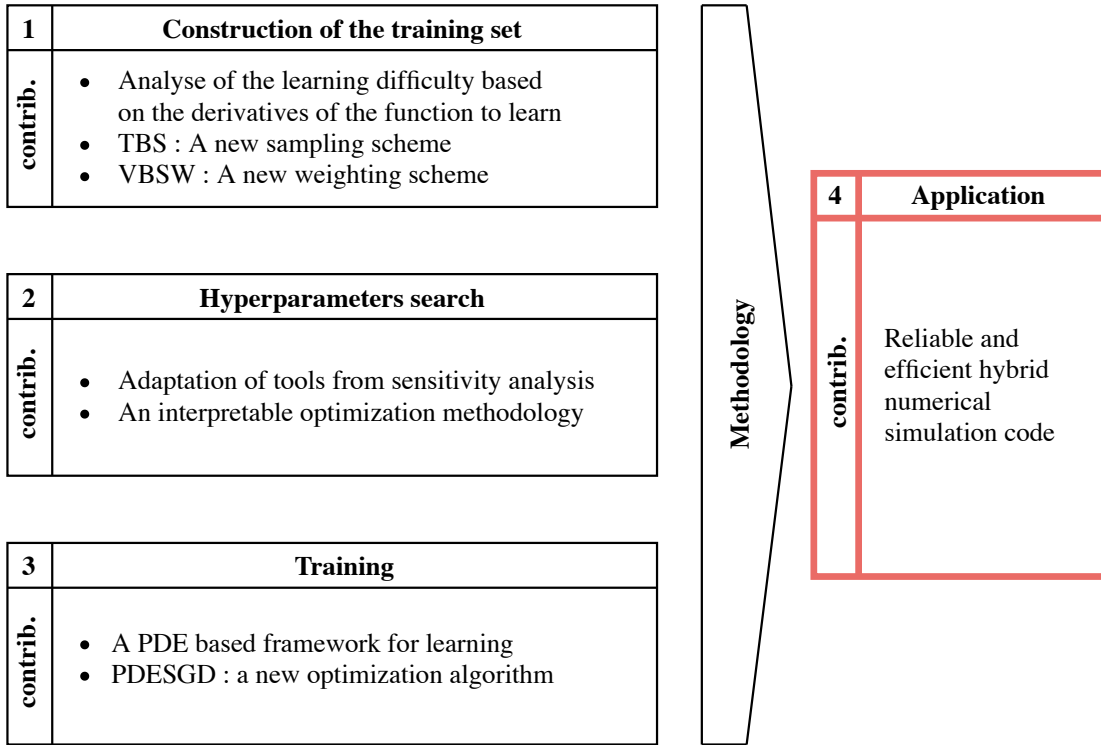 1 Construction of the training set
contrib.
• Analyse of the learning difficulty based
on the derivatives of the function to learn
• TBS : A new sampling scheme
• VBSW : A new weighting scheme
2 Hyperparameters search
contrib.
• Adaptation of tools from sensitivity analysis
• An interpretable optimization methodology
3 Training
contrib.
• A PDE based framework for learning
• PDESGD : a new optimization algorithm
Methodology
4 Application
contrib.
Reliable and
efficient hybrid
numerical
simulation code